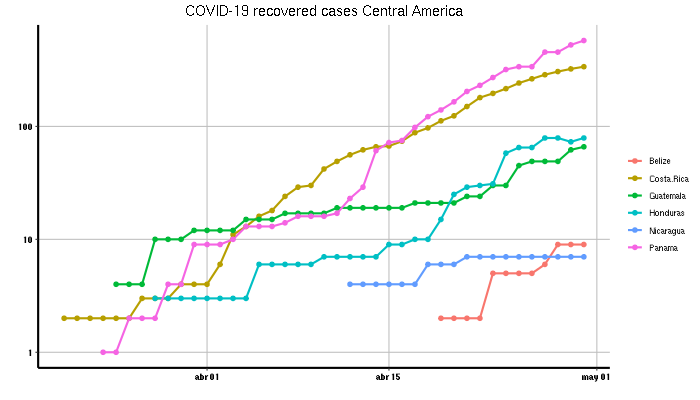 COVID-19 recovered cases Central America
100
10
1
abr 01
abr 15
may 01
Belize
Costa.Rica
Guatemala
Honduras
Nicaragua
Panama